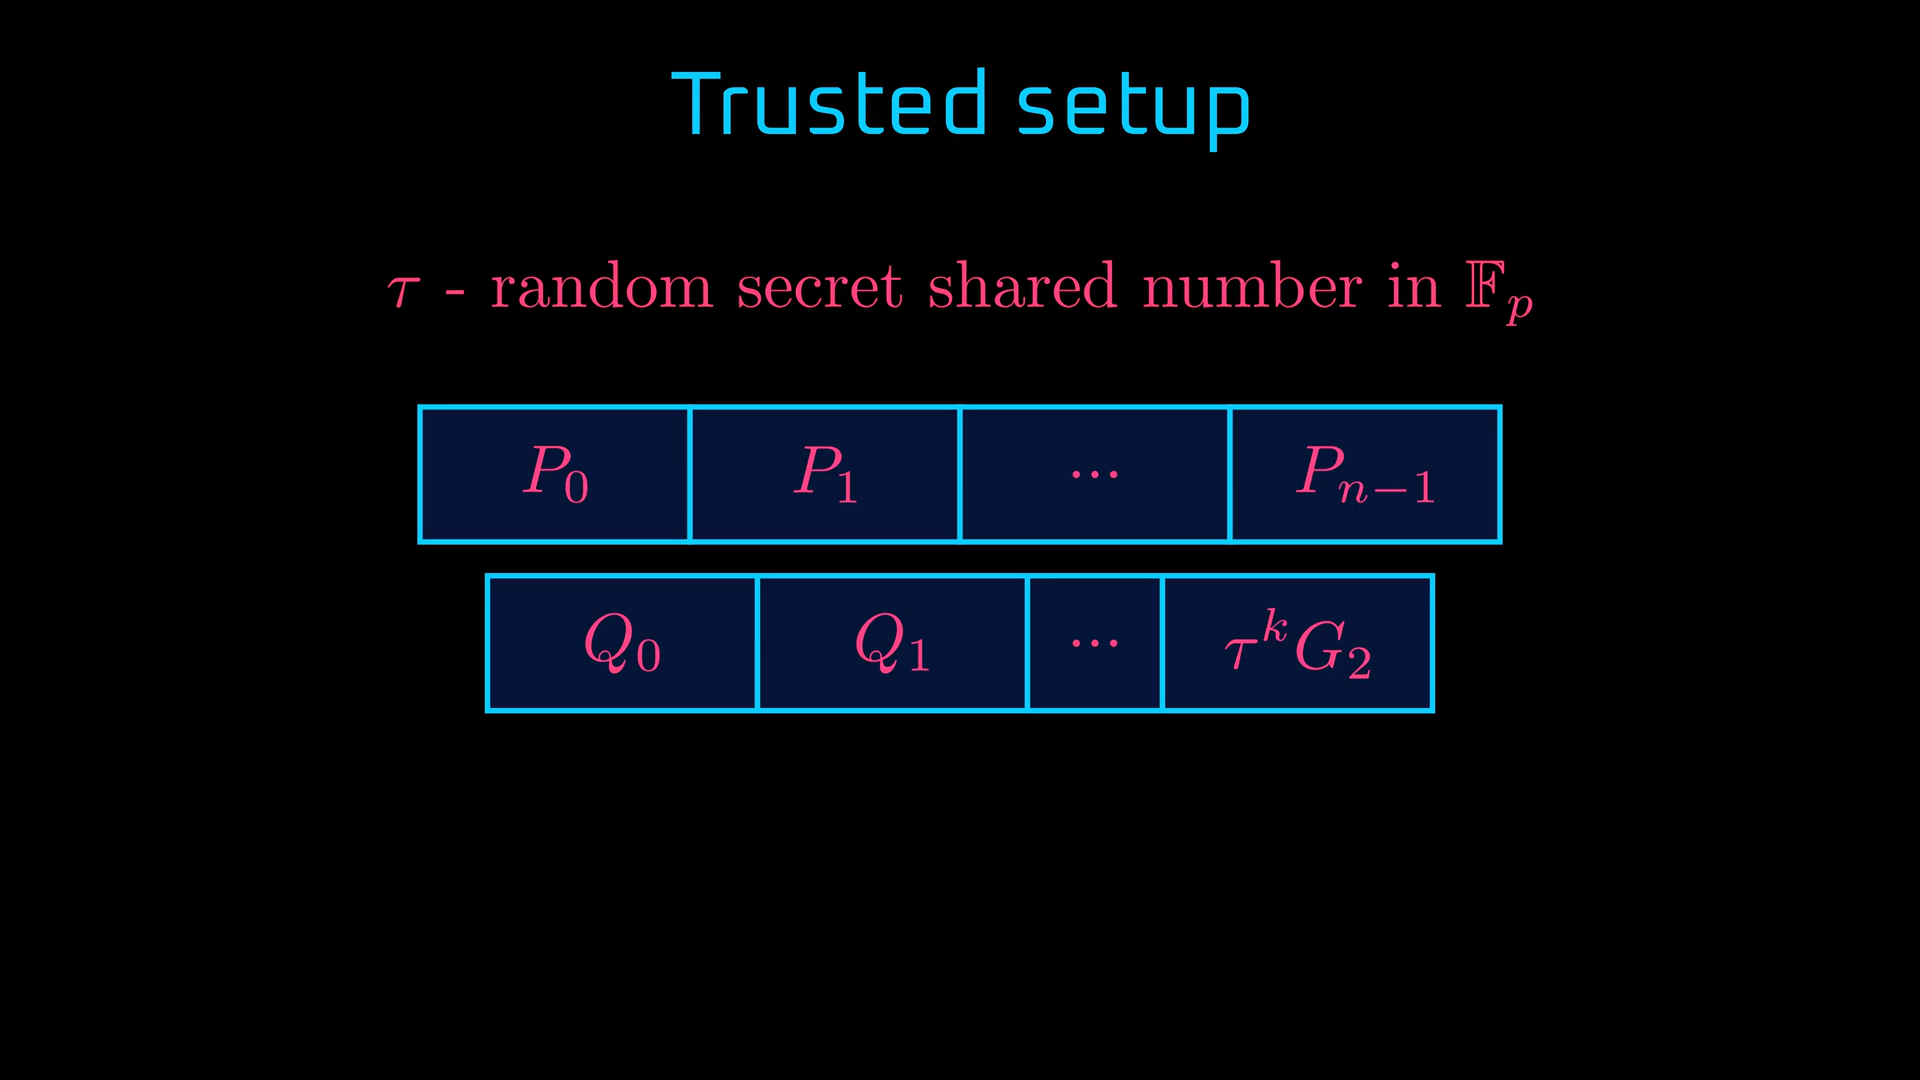 Trusted setup
τ - random secret shared number in 𝔽ₚ
P₀ P₁ ··· Pₙ₋₁
Q₀ Q₁ ··· τᵏG₂